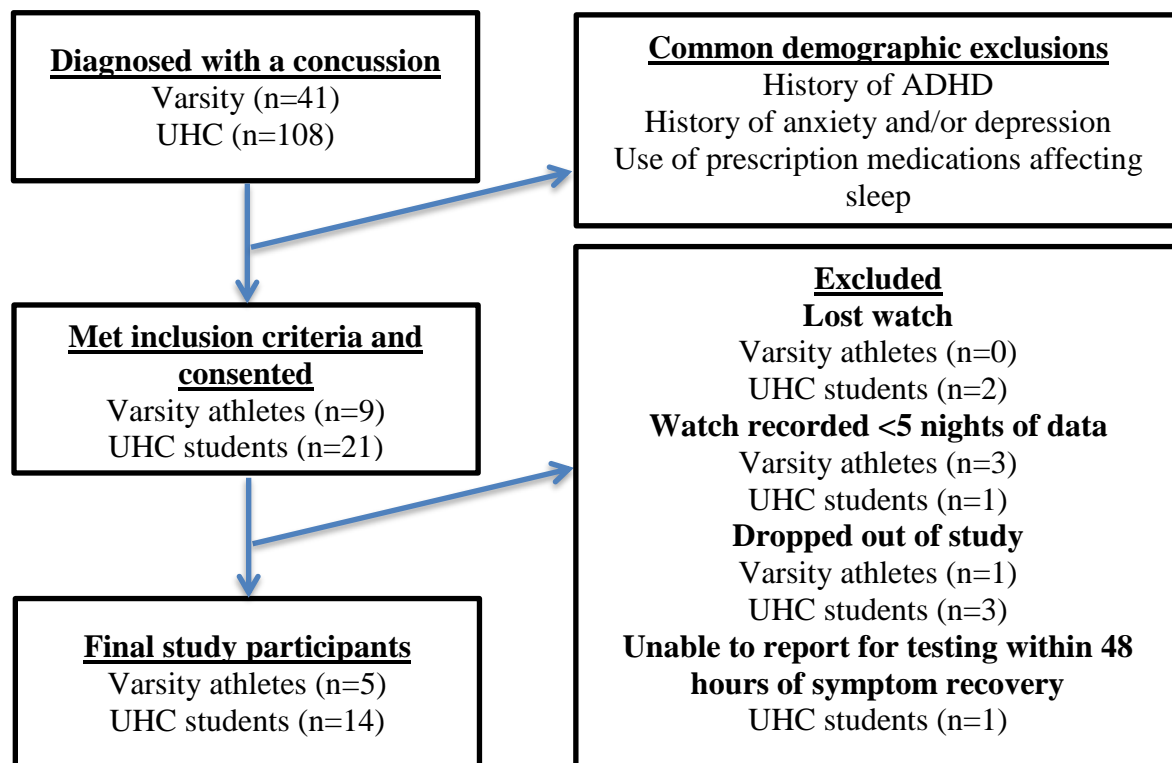 Diagnosed with a concussion
Varsity (n=41)
UHC (n=108)
Common demographic exclusions
History of ADHD
History of anxiety and/or depression
Use of prescription medications affecting
sleep
Met inclusion criteria and
consented
Varsity athletes (n=9)
UHC students (n=21)
Excluded
Lost watch
Varsity athletes (n=0)
UHC students (n=2)
Watch recorded <5 nights of data
Varsity athletes (n=3)
UHC students (n=1)
Dropped out of study
Varsity athletes (n=1)
UHC students (n=3)
Unable to report for testing within 48
hours of symptom recovery
UHC students (n=1)
Final study participants
Varsity athletes (n=5)
UHC students (n=14)